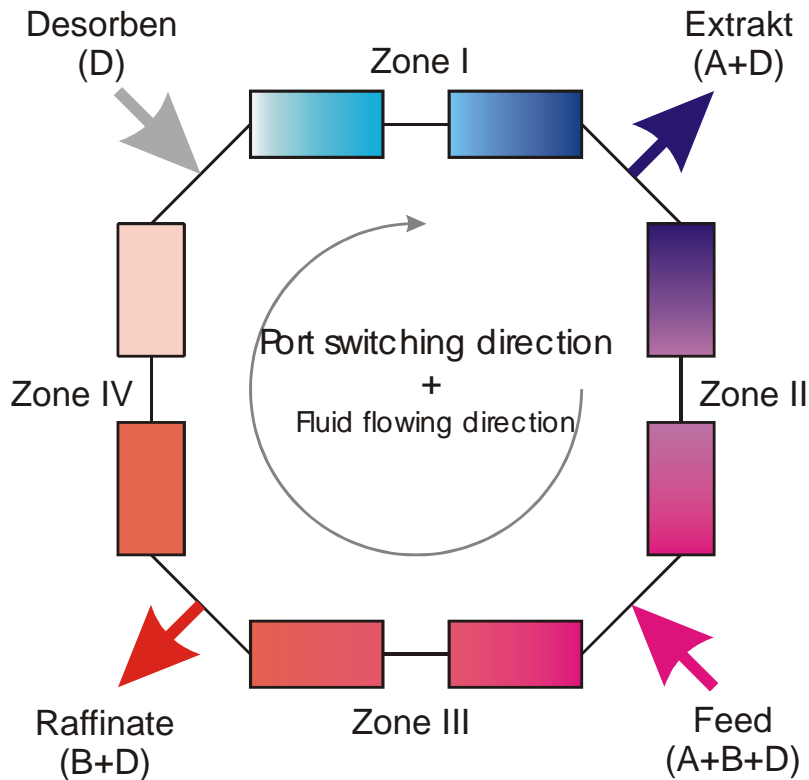 Desorben
(D)
Zone I
Extrakt
(A+D)
Port switching direction
+
Fluid flowing direction
Zone IV
Zone II
Raffinate
(B+D)
Zone III
Feed
(A+B+D)